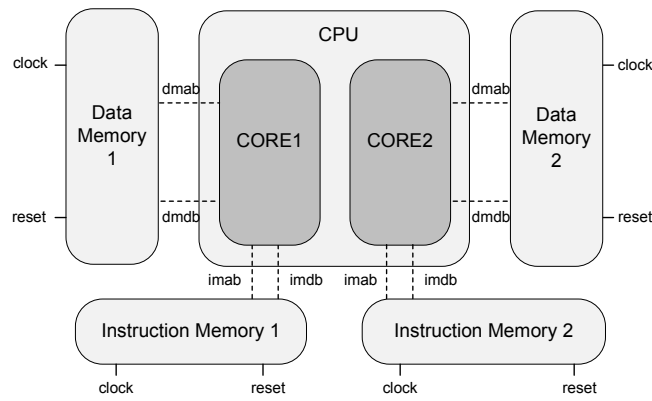 CPU
clock
clock
dmab
dmab
Data
Memory
1
CORE1
CORE2
Data
Memory
2
reset
dmdb
dmdb
reset
imab
imdb
imab
imdb
Instruction Memory 1
Instruction Memory 2
clock
reset
clock
reset